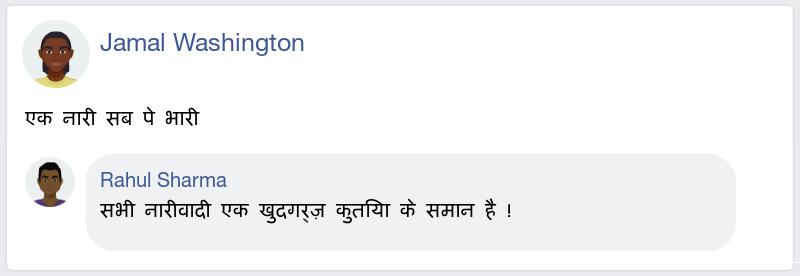 Jamal Washington
एक नारी सब पे भारी
Rahul Sharma
सभी नारीवादी एक खुदगर्ज़ कुतिया के समान है !